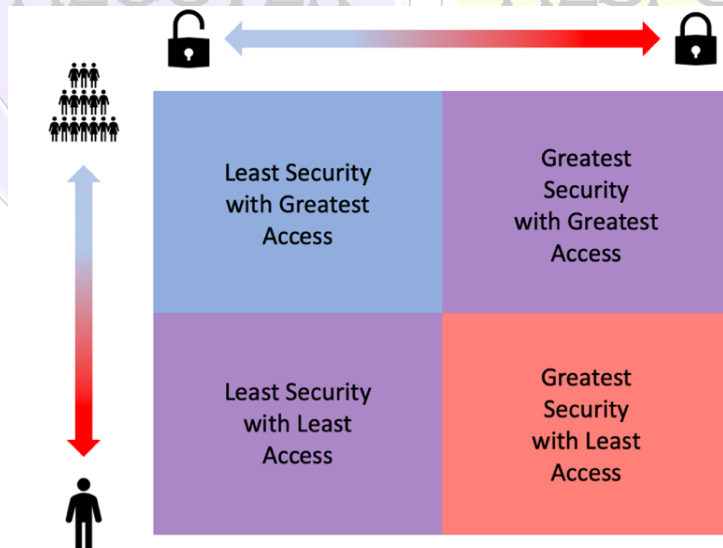 Least Security
with Greatest
Access
Greatest
Security
with Greatest
Access
Least Security
with Least
Access
Greatest
Security
with Least
Access